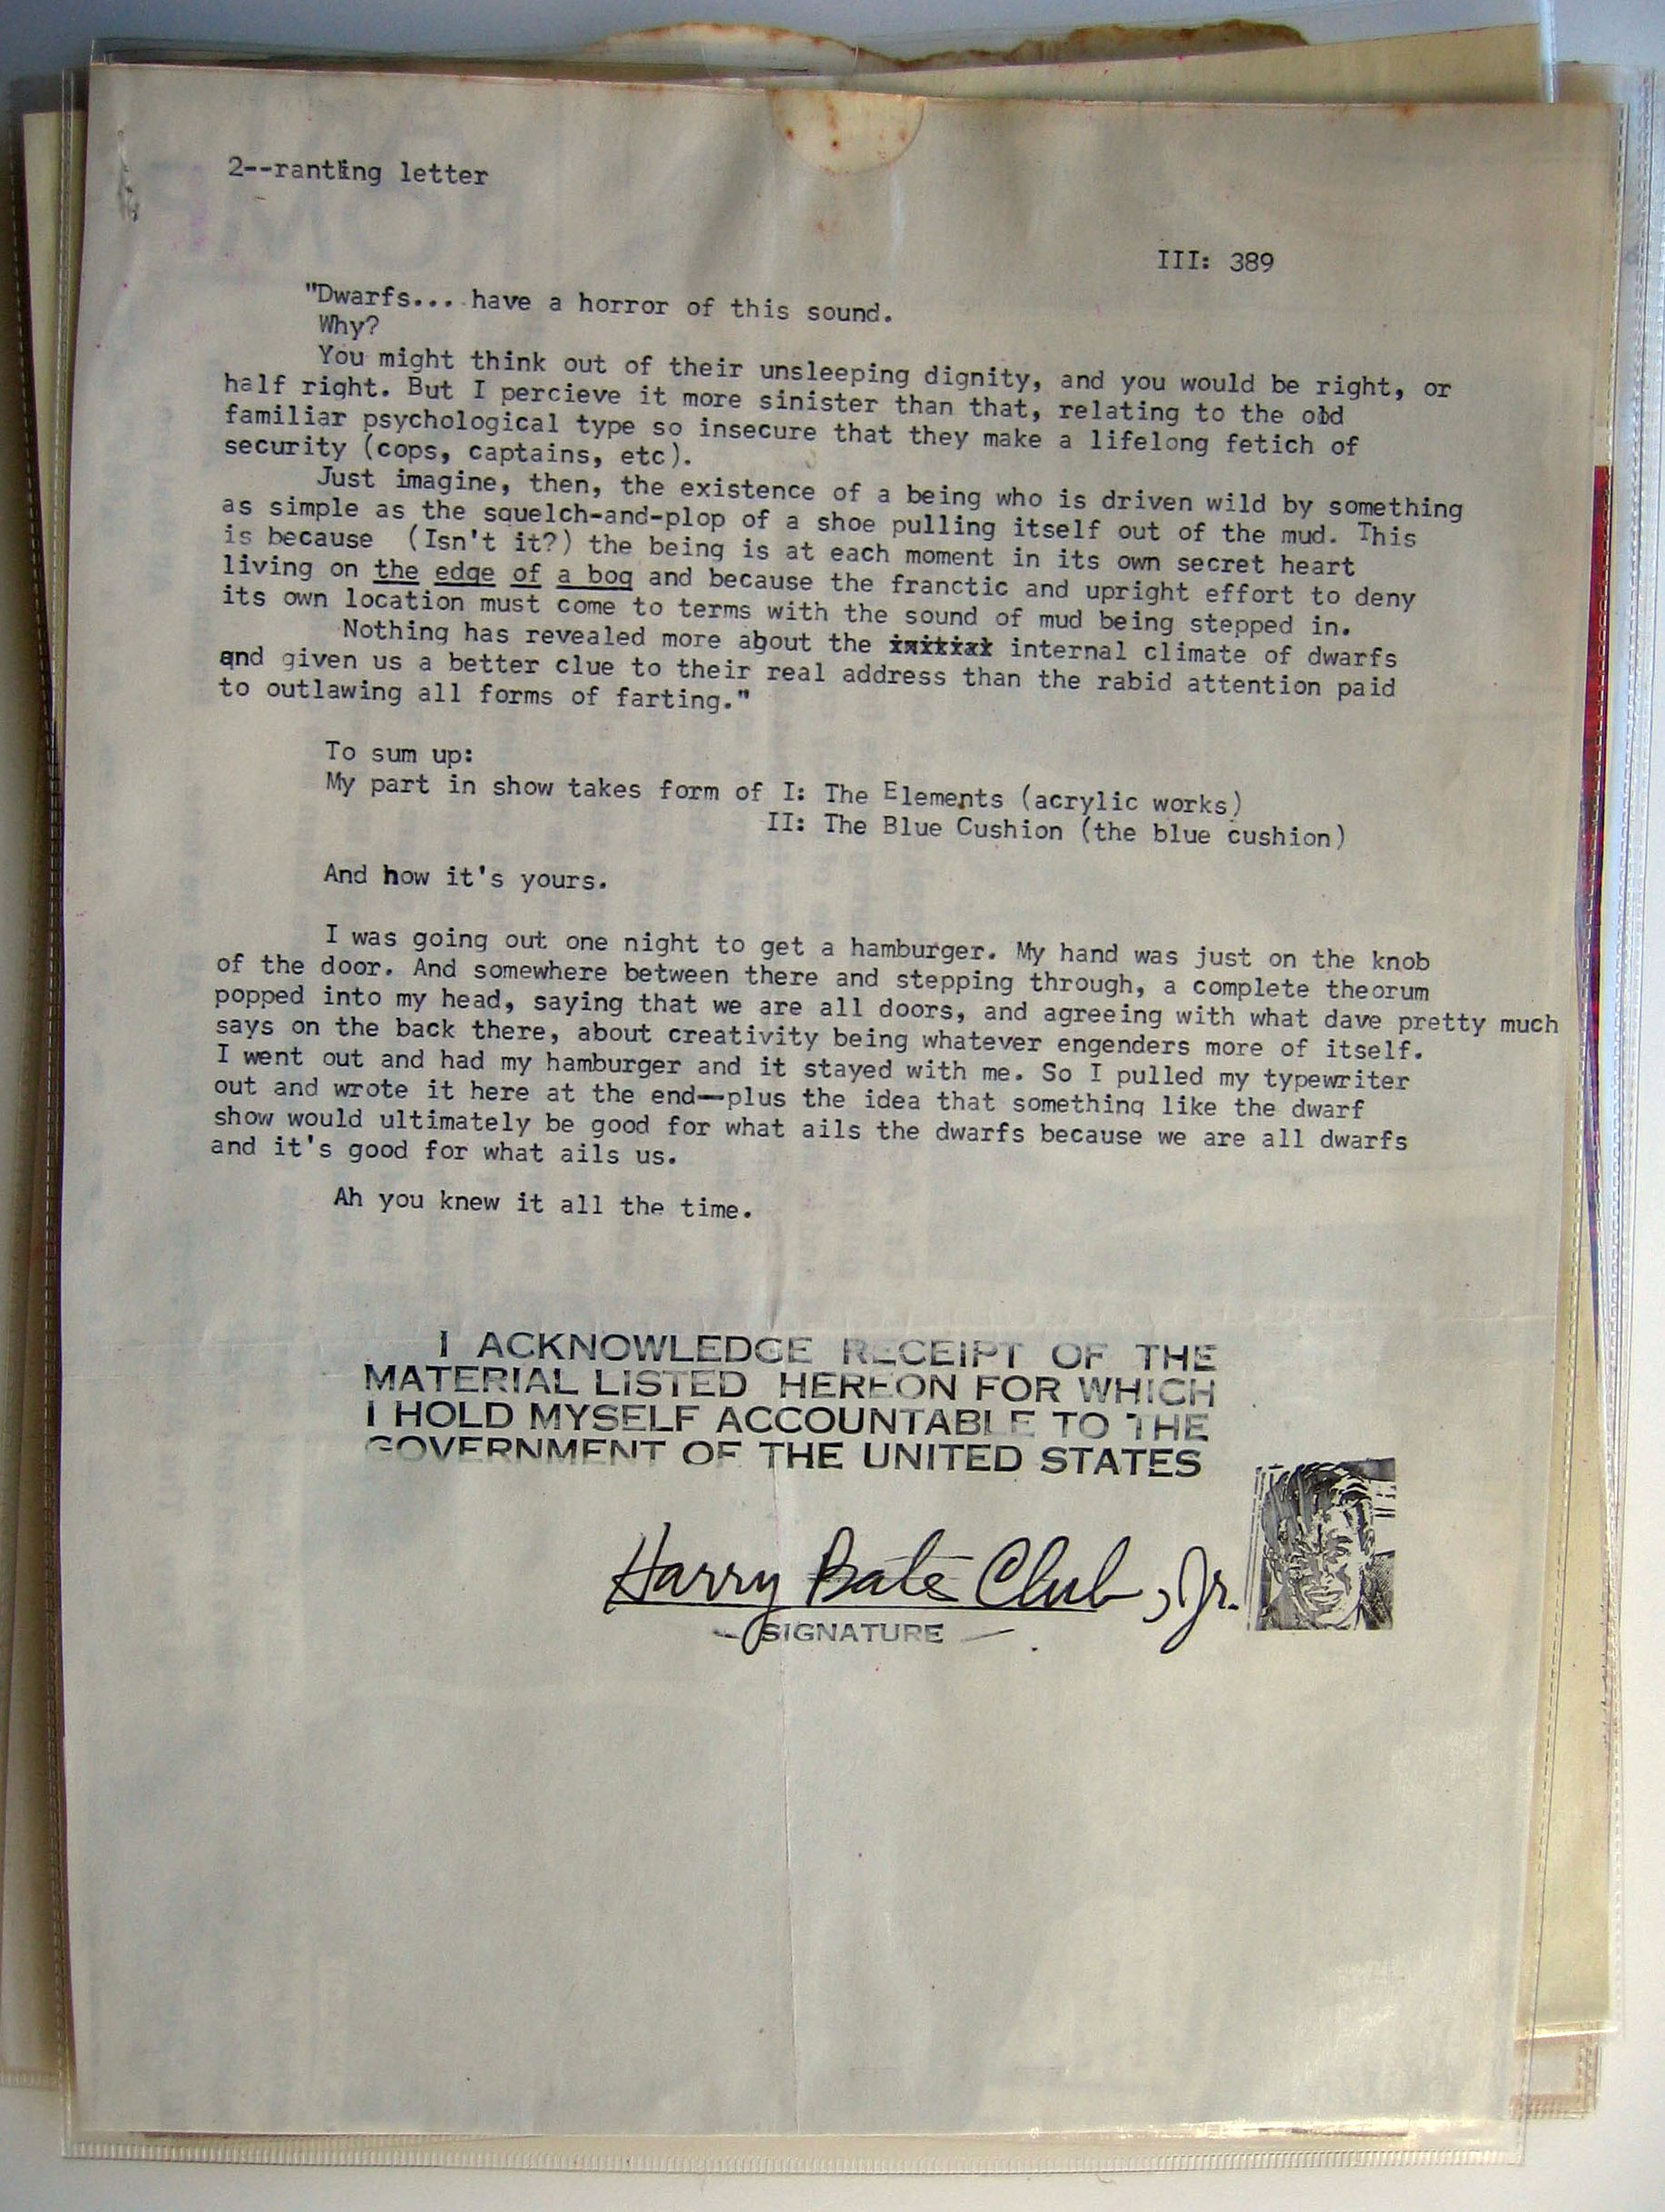 2--ranting letter
III: 389
"Dwarfs... have a horror of this sound.
Why?
You might think out of their unsleeping dignity, and you would be right, or
half right. But I percieve it more sinister than that, relating to the old
familiar psychological type so insecure that they make a lifelong fetich of
security (cops, captains, etc).
Just imagine, then, the existence of a being who is driven wild by something
as simple as the squelch-and-plop of a shoe pulling itself out of the mud. This
is because (Isn't it?) the being is at each moment in its own secret heart
living on the edge of a bog and because the franctic and upright effort to deny
its own location must come to terms with the sound of mud being stepped in.
Nothing has revealed more about the internal climate of dwarfs
and given us a better clue to their real address than the rabid attention paid
to outlawing all forms of farting."
To sum up:
My part in show takes form of I: The Elements (acrylic works)
II: The Blue Cushion (the blue cushion)
And how it's yours.
I was going out one night to get a hamburger. My hand was just on the knob
of the door. And somewhere between there and stepping through, a complete theorum
popped into my head, saying that we are all doors, and agreeing with what dave pretty much
says on the back there, about creativity being whatever engenders more of itself.
I went out and had my hamburger and it stayed with me. So I pulled my typewriter
out and wrote it here at the end—plus the idea that something like the dwarf
show would ultimately be good for what ails the dwarfs because we are all dwarfs
and it's good for what ails us.
Ah you knew it all the time.
I ACKNOWLEDGE RECEIPT OF THE
MATERIAL LISTED HEREON FOR WHICH
I HOLD MYSELF ACCOUNTABLE TO THE
GOVERNMENT OF THE UNITED STATES
Harry Bate Club, Jr.
SIGNATURE